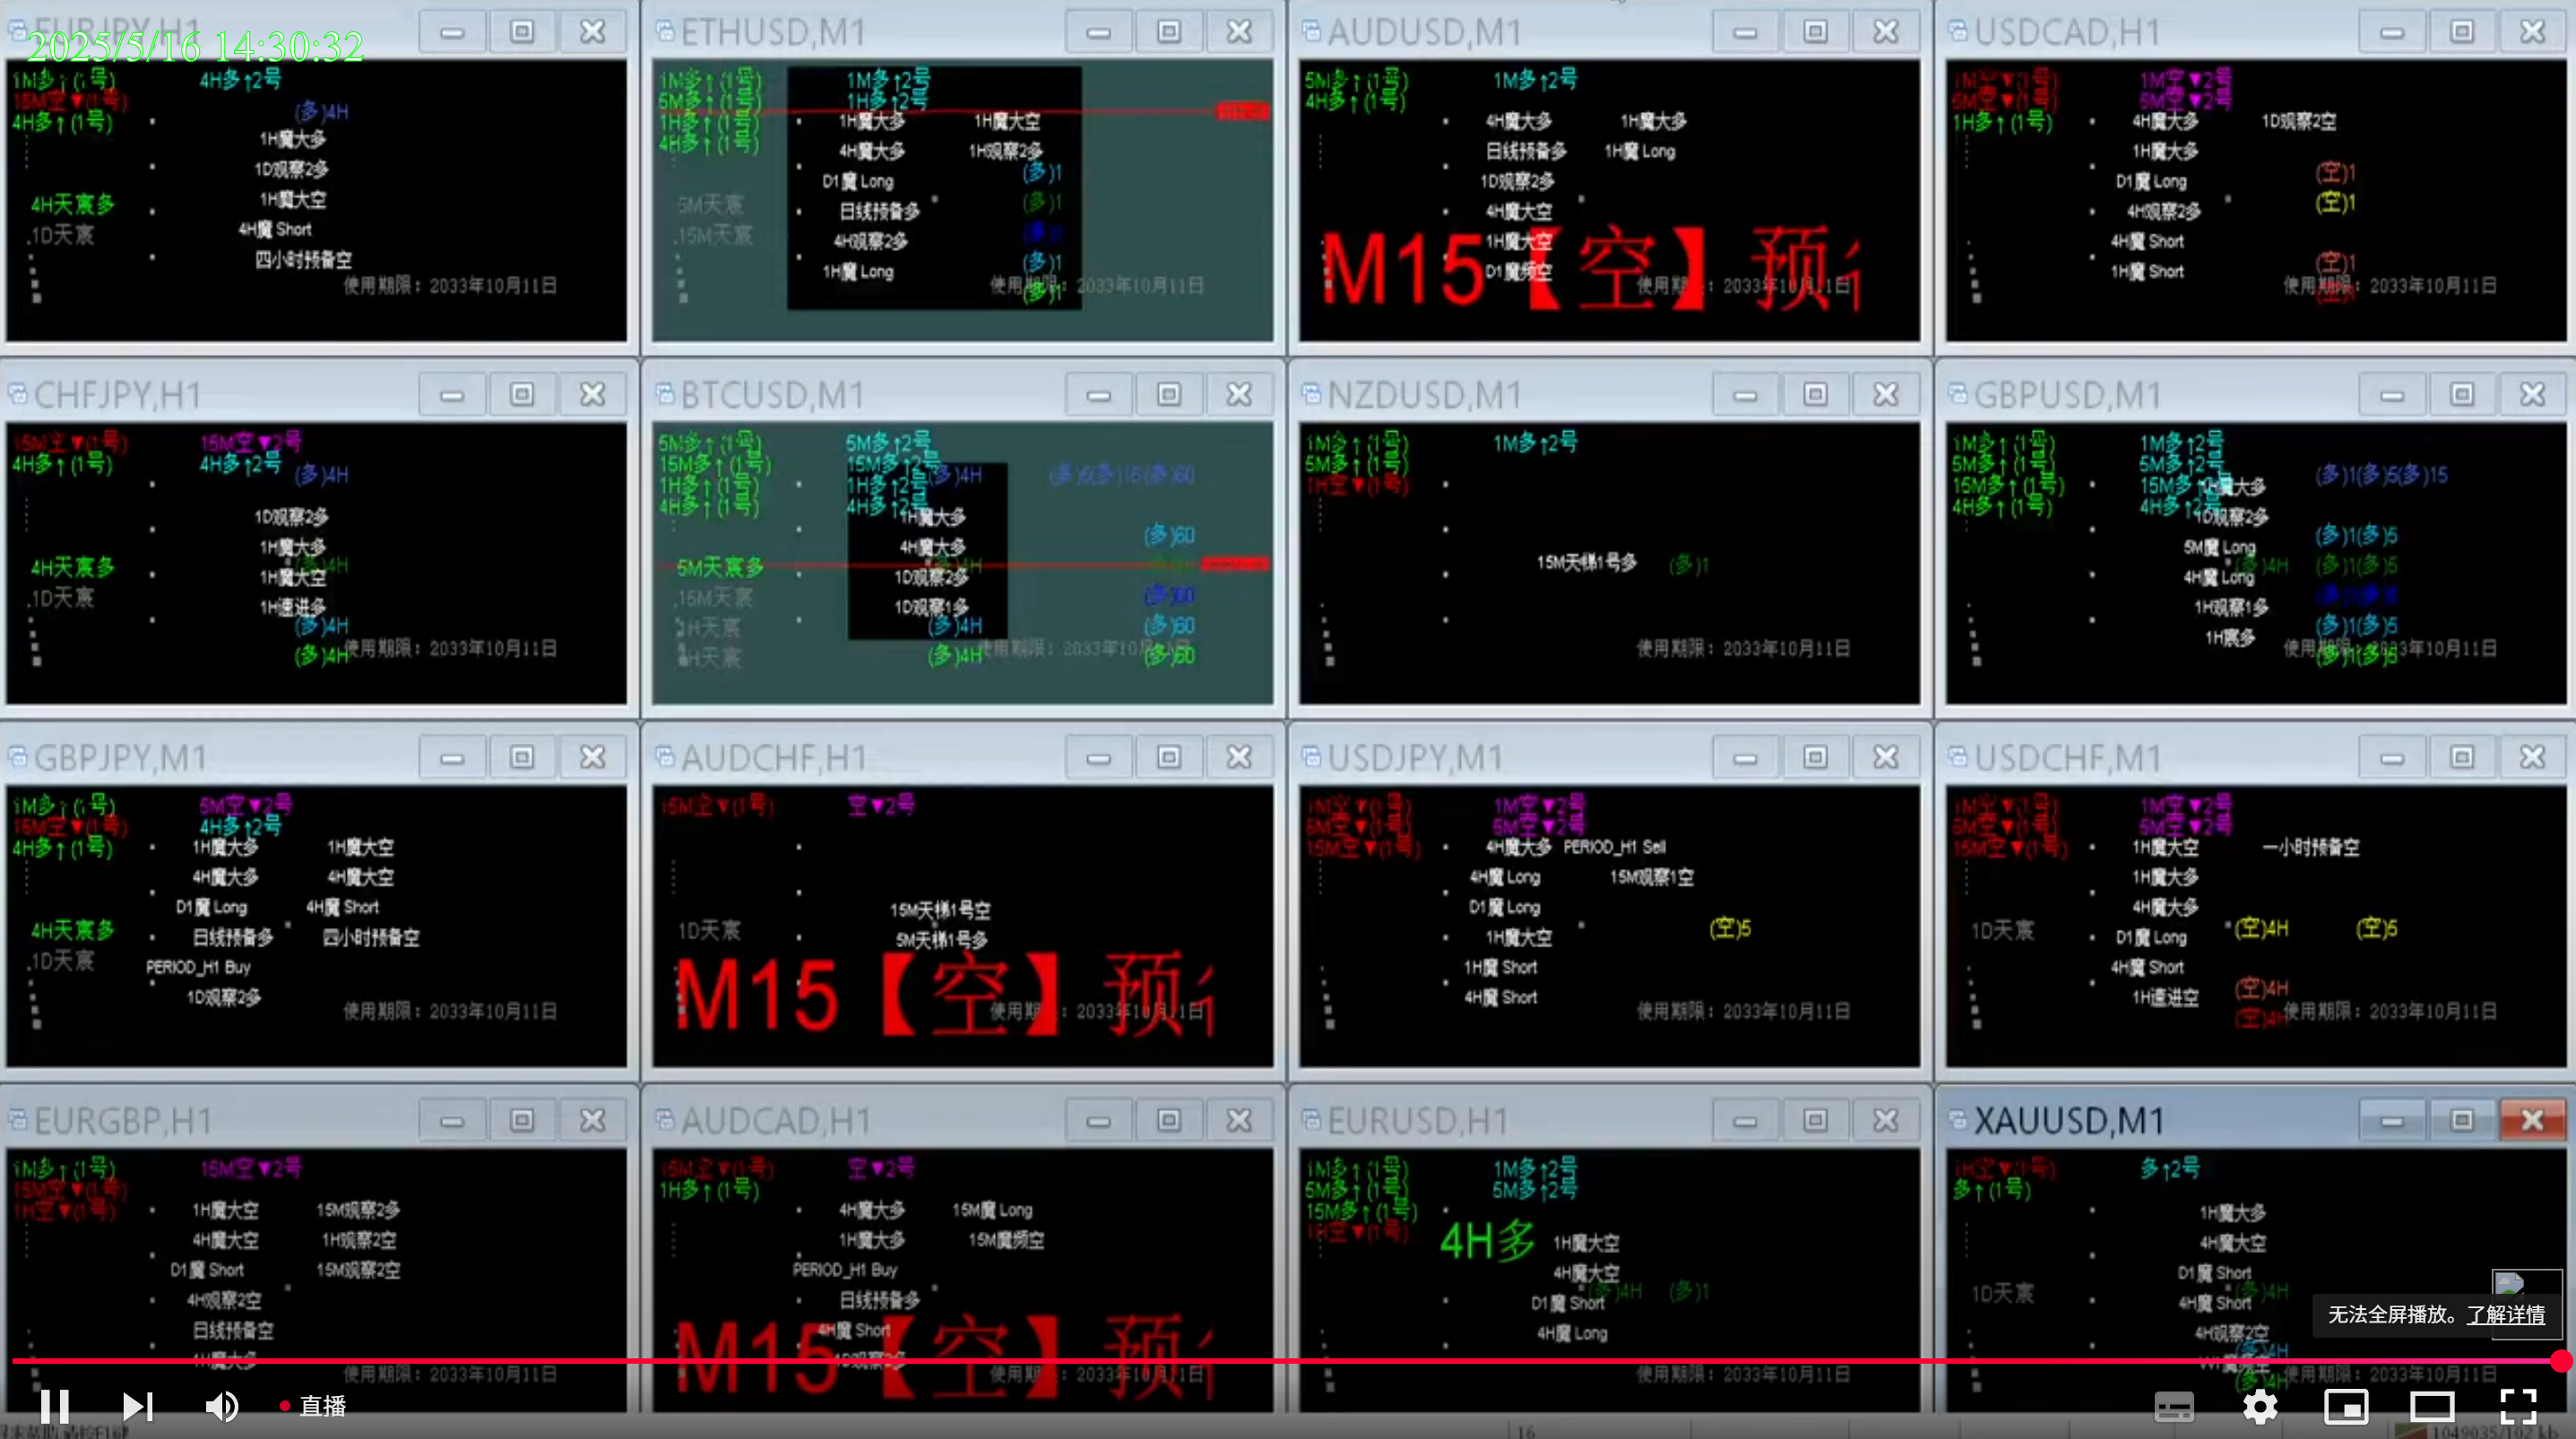 EURJPY,H1
2025/5/16 14:30:32
1M多↑(1号)
4H多↑2号
15M空▼(1号)
(多)4H
4H多↑(1号)
1H魔大多
1D观察2多
1H魔大空
4H天宸多
4H魔 Short
.1D天宸
四小时预备空
使用期限：2033年10月11日
ETHUSD,M1
1M多↑(1号)
1M多↑2号
5M多↑(1号)
1H多↑2号
1H多↑(1号)
1H魔大多
1H魔大空
4H多↑(1号)
4H魔大多
1H观察2多
(多)1
D1魔 Long
(多)1
5M天宸
日线预备多
.15M天宸
4H观察2多
(多)1
1H魔 Long
使用期限：2033年10月11日
(多)1
AUDUSD,M1
5M多↑(1号)
1M多↑2号
4H多↑(1号)
4H魔大多
1H魔大多
日线预备多
1H魔 Long
1D观察2多
4H魔大空
1H魔大空
M15【空】
D1魔频空
使用期：2033年10月11日
USDCAD,H1
1M空▼(1号)
1M空▼2号
5M空▼(1号)
5M空▼2号
1H多↑(1号)
4H魔大多
1D观察2空
1H魔大多
(空)1
D1魔 Long
(空)1
4H观察2多
4H魔 Short
(空)1
1H魔 Short
使用期限：2033年10月11日
CHFJPY,H1
15M空▼(1号)
15M空▼2号
4H多↑(1号)
4H多↑2号
(多)4H
1D观察2多
1H魔大多
4H天宸多
(多)4H
1H魔大空
.1D天宸
1H速进多
(多)4H
(多)4H
使用期限：2033年10月11日
BTCUSD,M1
5M多↑(1号)
5M多↑2号
15M多↑(1号)
15M多↑2号
(多)4H
(多)5(多)15(多)60
1H多↑(1号)
1H多↑2号
4H多↑(1号)
4H多↑2号
1H魔大多
(多)60
4H魔大多
5M天宸多
1D观察2多
.15M天宸
(多)60
1D观察1多
1H天宸
(多)4H
(多)60
H天宸
(多)4H
使用期限：2033年10月
(多)60
NZDUSD,M1
1M多↑(1号)
1M多↑2号
5M多↑(1号)
1H空▼(1号)
15M天梯1号多
(多)1
使用期限：2033年10月11日
GBPUSD,M1
1M多↑(1号)
1M多↑2号
5M多↑(1号)
5M多↑2号
(多)1(多)5(多)15
15M多↑(1号)
15M多↑2号
1H魔大多
4H多↑(1号)
4H多↑2号
1D观察2多
(多)1(多)5
5M魔 Long
(多)4H
(多)1(多)5
4H魔 Long
1H观察1多
(多)1(多)5
1H宸多
(多)1(多)5
使用期限：2033年10月11日
GBPJPY,M1
1M多↑(1号)
5M空▼2号
15M空▼(1号)
4H多↑2号
4H多↑(1号)
1H魔大多
1H魔大空
4H魔大多
4H魔大空
D1魔 Long
4H魔 Short
4H天宸多
日线预备多
四小时预备空
.1D天宸
PERIOD_H1 Buy
1D观察2多
使用期限：2033年10月11日
AUDCHF,H1
15M空▼(1号)
空▼2号
15M天梯1号空
1D天宸
5M天梯1号多
M15【空】
使用期：2033年10月11日
USDJPY,M1
1M空▼(1号)
1M空▼2号
5M空▼(1号)
5M空▼2号
15M空▼(1号)
4H魔大多
PERIOD_H1 Sell
4H魔 Long
15M观察1空
D1魔 Long
(空)5
1H魔大空
1H魔 Short
4H魔 Short
使用期限：2033年10月11日
USDCHF,M1
1M空▼(1号)
1M空▼2号
5M空▼(1号)
5M空▼2号
15M空▼(1号)
1H魔大空
一小时预备空
1H魔大多
4H魔大多
1D天宸
(空)4H
(空)5
D1魔 Long
4H魔 Short
(空)4H
1H速进空
(空)4H
使用期限：2033年10月11日
EURGBP,H1
1M多↑(1号)
15M空▼2号
15M空▼(1号)
1H空▼(1号)
1H魔大空
15M观察2多
4H魔大空
1H观察2空
D1魔 Short
15M观察2空
4H观察2空
日线预备空
4H魔大多
使用期限：2033年10月11日
AUDCAD,H1
15M空▼(1号)
空▼2号
1H多↑(1号)
4H魔大多
15M魔 Long
1H魔大多
15M魔频空
PERIOD_H1 Buy
日线预备多
4H魔 Short
M15【空】
1D观察2多
使用期：2033年10月11日
EURUSD,H1
1M多↑(1号)
1M多↑2号
5M多↑(1号)
5M多↑2号
15M多↑(1号)
1H空▼(1号)
4H多
1H魔大空
4H魔大空
(多)4H
(多)1
D1魔 Short
4H魔 Long
使用期限：2033年10月11日
XAUUSD,M1
1H空▼(1号)
多↑2号
多↑(1号)
1H魔大多
4H魔大空
D1魔 Short
1D天宸
(多)4H
4H魔 Short
4H观察2空
(多)4H
(多)4H
使用期限：2033年10月11日
无法全屏播放。了解详情
直播
16
1049035/102 kb